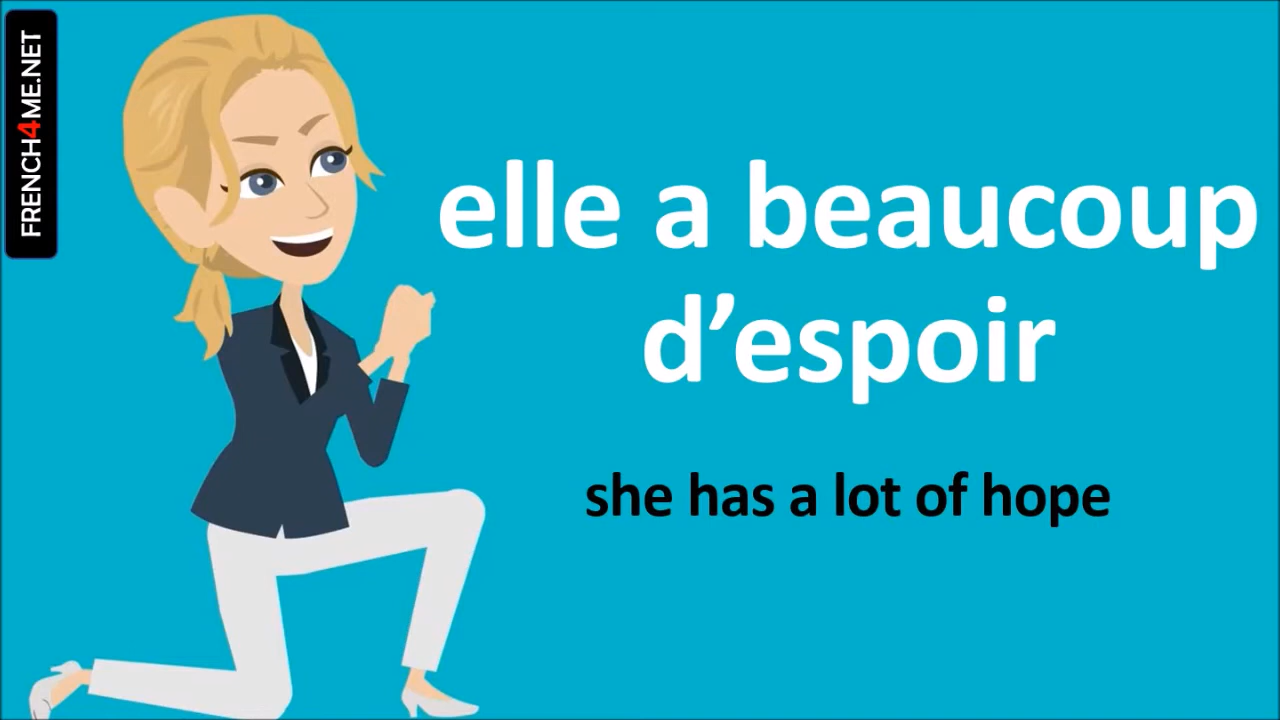 FRENCH4ME.NET
elle a beaucoup
d’espoir
she has a lot of hope